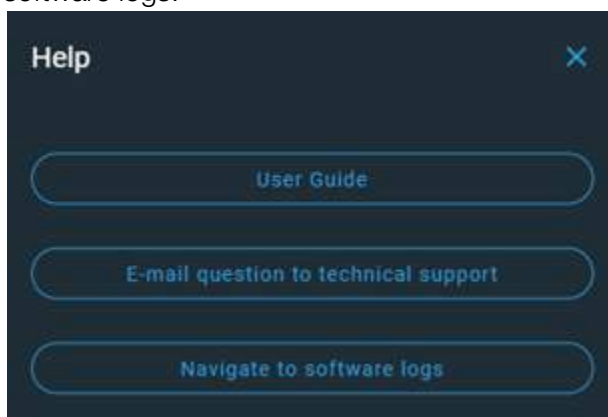 software logs.
Help
User Guide
E-mail question to technical support
Navigate to software logs